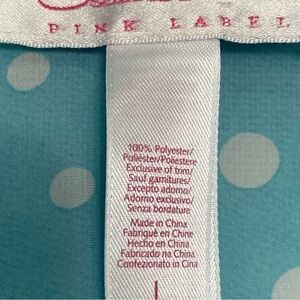 PINK LABEL
100% Polyester/
Poliéster/Poliestere
Exclusive of trim/
Sauf garnitures/
Excepto adorno/
Adorno exclusivo/
Senza bordature
Made in China
Fabriqué en Chine
Hecho en China
Fabricado na China
Confezionato in Cina